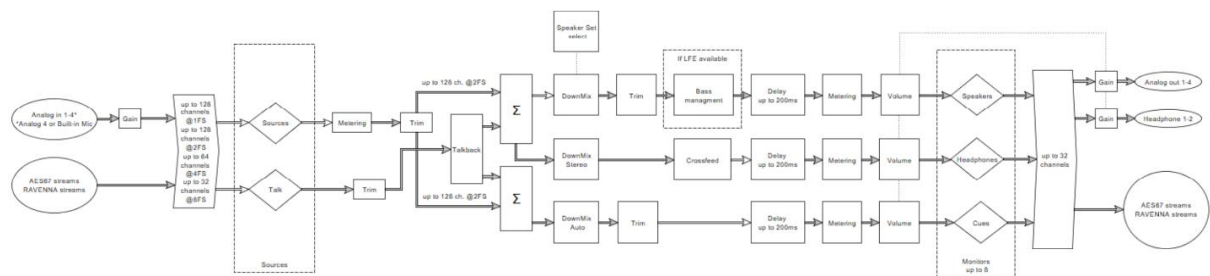 Speaker Set
select
up to 128 ch. @2FS
If LFE available
Analog in 1-4*
*Analog 4 or Built-in Mic
Gain
up to 128
channels
@1FS
up to 128
channels
@2FS
up to 64
channels
@4FS
up to 32
channels
@8FS
Sources
Metering
Trim
Σ
DownMix
Trim
Bass
managment
Delay
up to 200ms
Metering
Volume
Speakers
Gain
Analog out 1-4
Gain
Headphone 1-2
Talkback
DownMix
Stereo
Crossfeed
Delay
up to 200ms
Metering
Volume
Headphones
up to 32
channels
AES67 streams
RAVENNA streams
Talk
Trim
up to 128 ch. @2FS
Σ
DownMix
Auto
Trim
Delay
up to 200ms
Metering
Volume
Cues
AES67 streams
RAVENNA streams
Sources
Monitors
up to 8